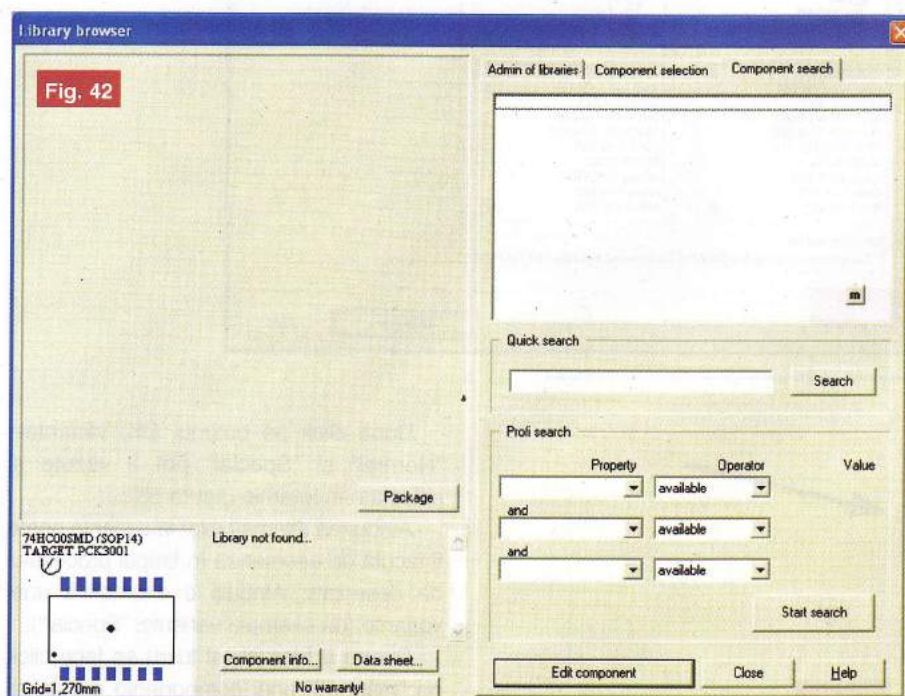 Library browser
Fig. 42
Admin of libraries
Component selection
Component search
m
Quick search
Search
Profi search
Property
Operator
Value
available
and
available
and
available
Start search
Package
74HC00SMD (SOP14)
TARGET.PCK3001
Library not found...
Grid=1,270mm
Component info...
Data sheet...
No warranty!
Edit component
Close
Help